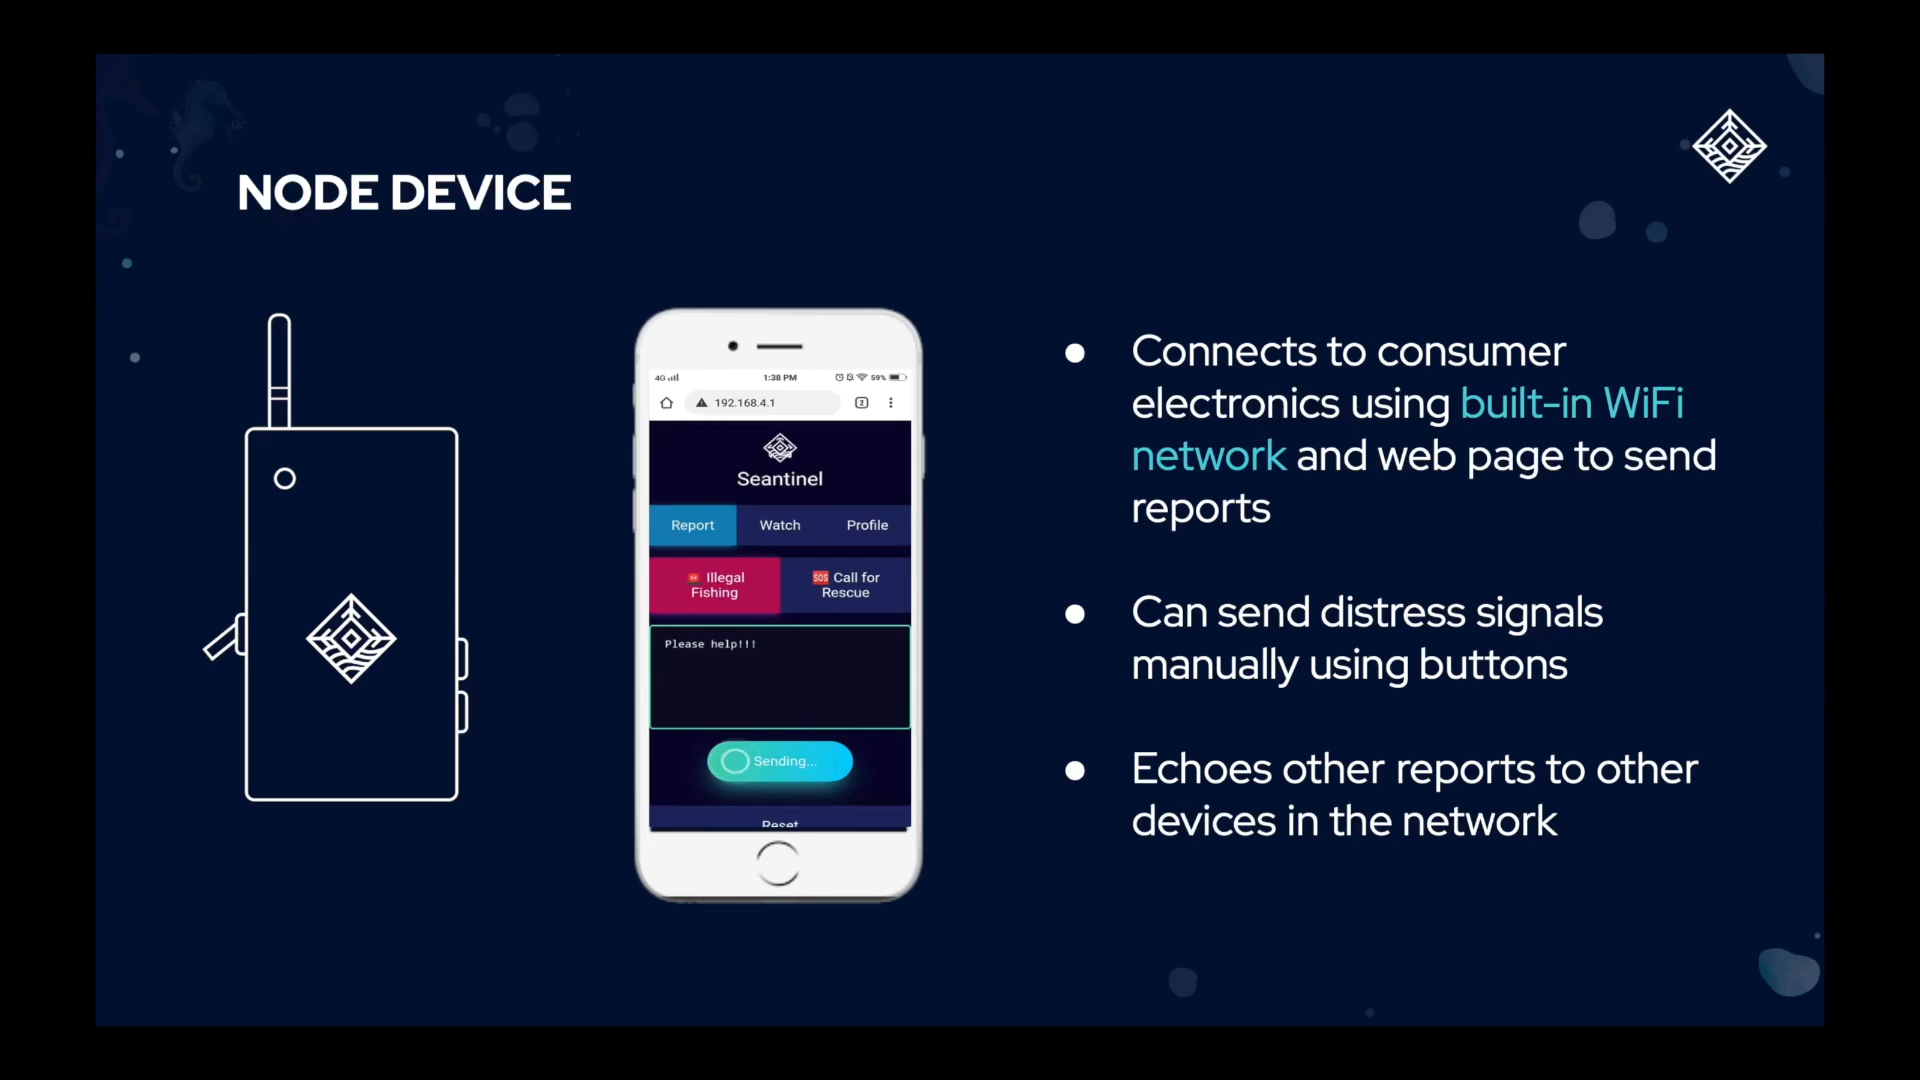 NODE DEVICE
4G
1:38 PM
59%
192.168.4.1
2
Seantinel
Report Watch Profile
Illegal
Fishing
SOS Call for
Rescue
Please help!!!
Sending...
Reset
● Connects to consumer
electronics using built-in WiFi
network and web page to send
reports
● Can send distress signals
manually using buttons
● Echoes other reports to other
devices in the network